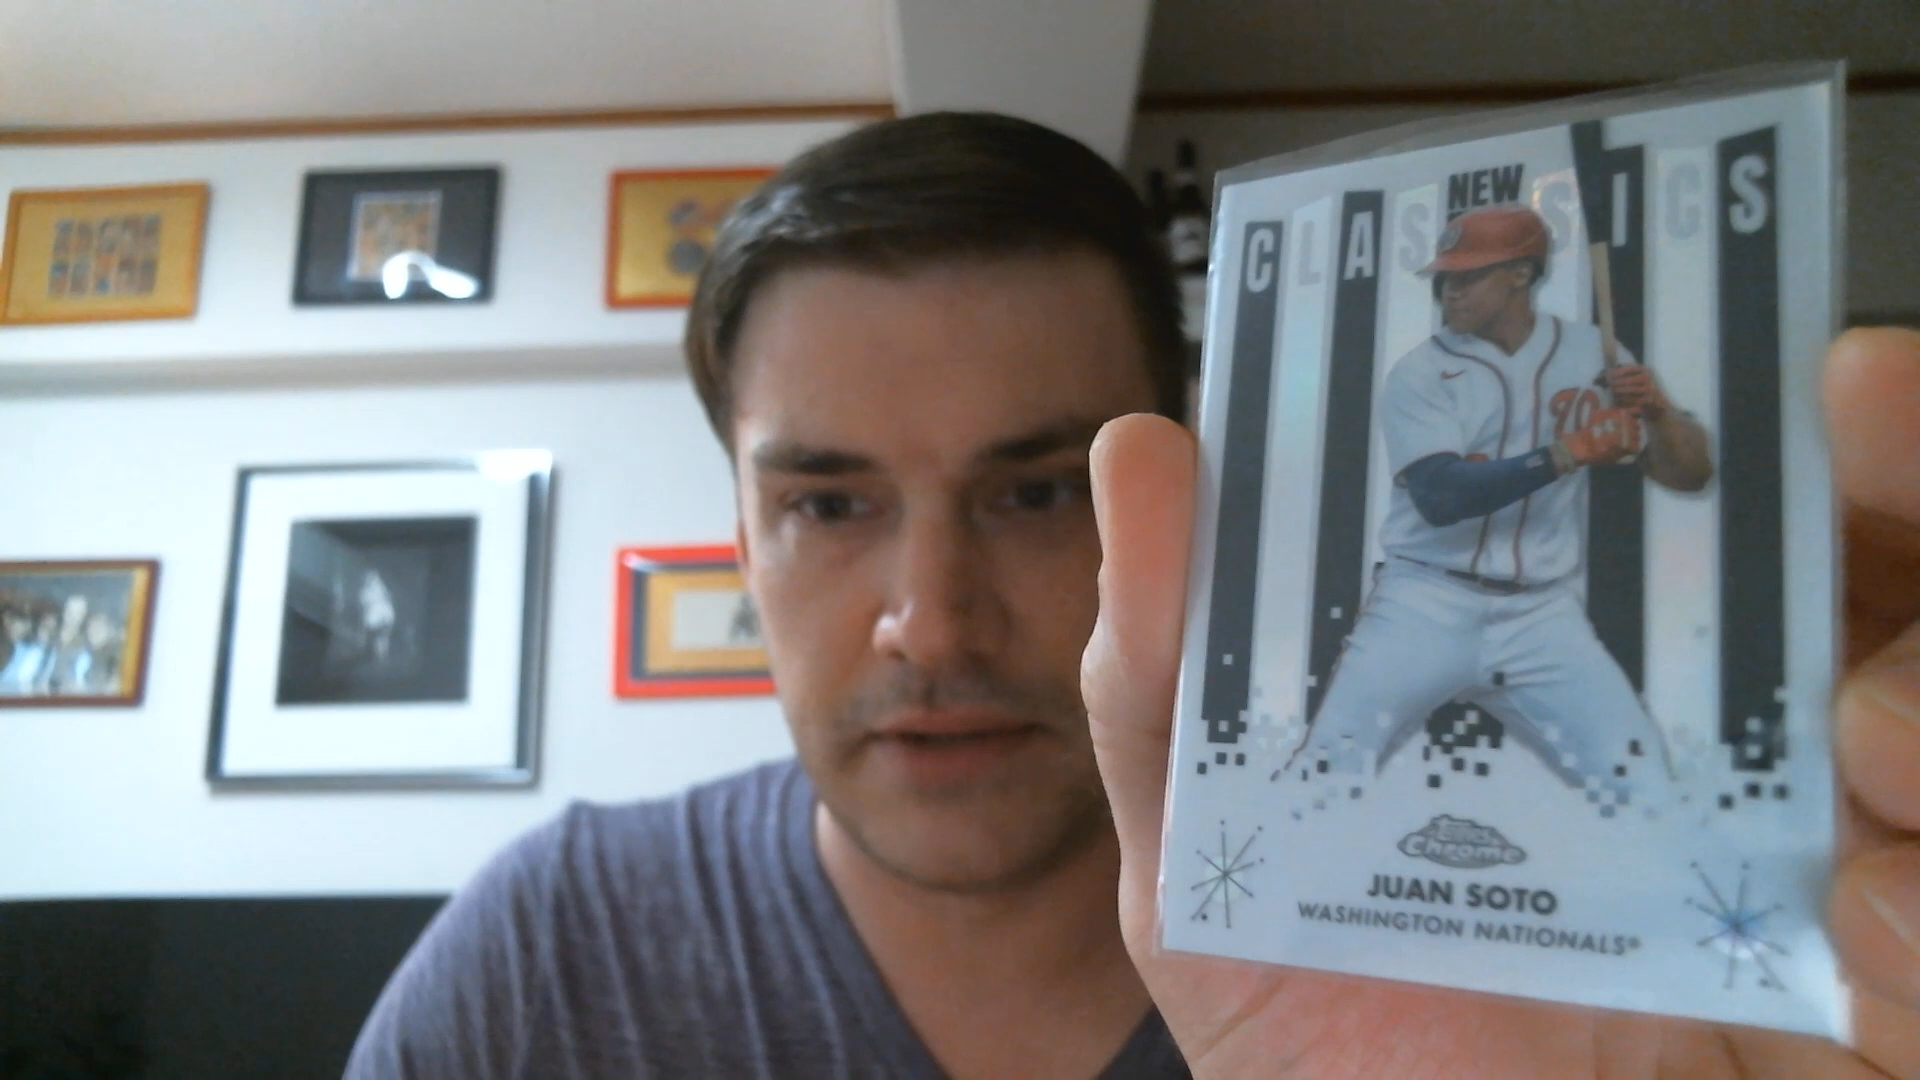 NEW
CLASSICS
W
Topps
Chrome
JUAN SOTO
WASHINGTON NATIONALS®